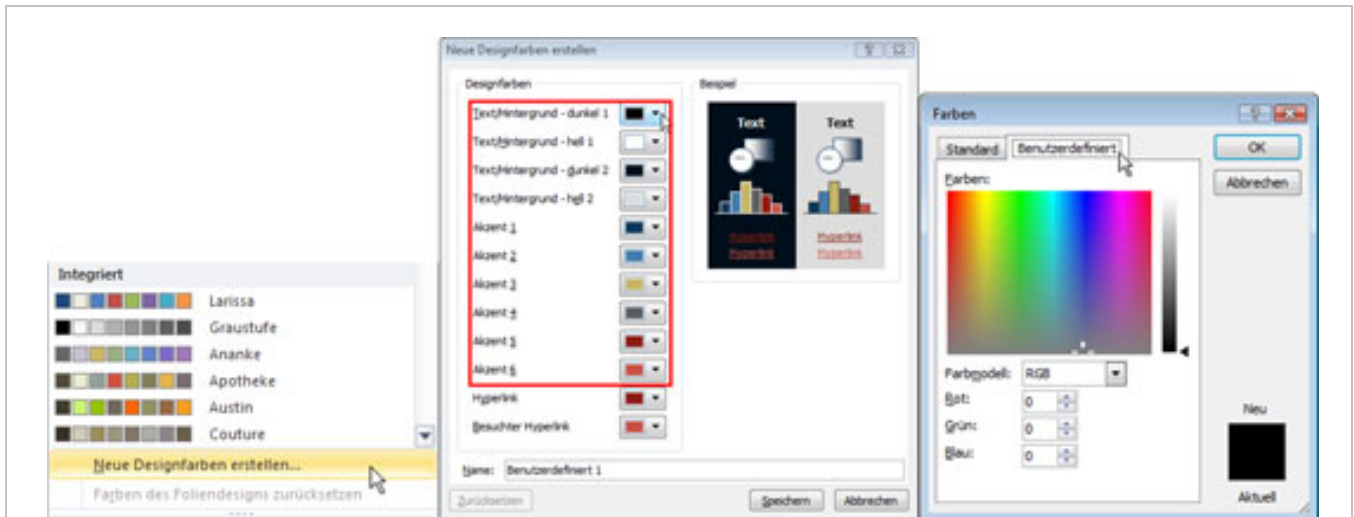 Integriert
Larissa
Graustufe
Ananke
Apotheke
Austin
Couture
Neue Designfarben erstellen...
Farben des Foliendesigns zurücksetzen
Neue Designfarben erstellen
Designfarben
Text/Hintergrund - dunkel 1
Text/Hintergrund - hell 1
Text/Hintergrund - dunkel 2
Text/Hintergrund - hell 2
Akzent 1
Akzent 2
Akzent 3
Akzent 4
Akzent 5
Akzent 6
Hyperlink
Besuchter Hyperlink
Beispiel
Text Text
Hyperlink Hyperlink
Hyperlink Hyperlink
Name: Benutzerdefiniert 1
Zurücksetzen Speichern Abbrechen
Farben
Standard Benutzerdefiniert
OK
Abbrechen
Farben:
Farbmodell: RGB
Rot: 0
Grün: 0
Blau: 0
Neu
Aktuell